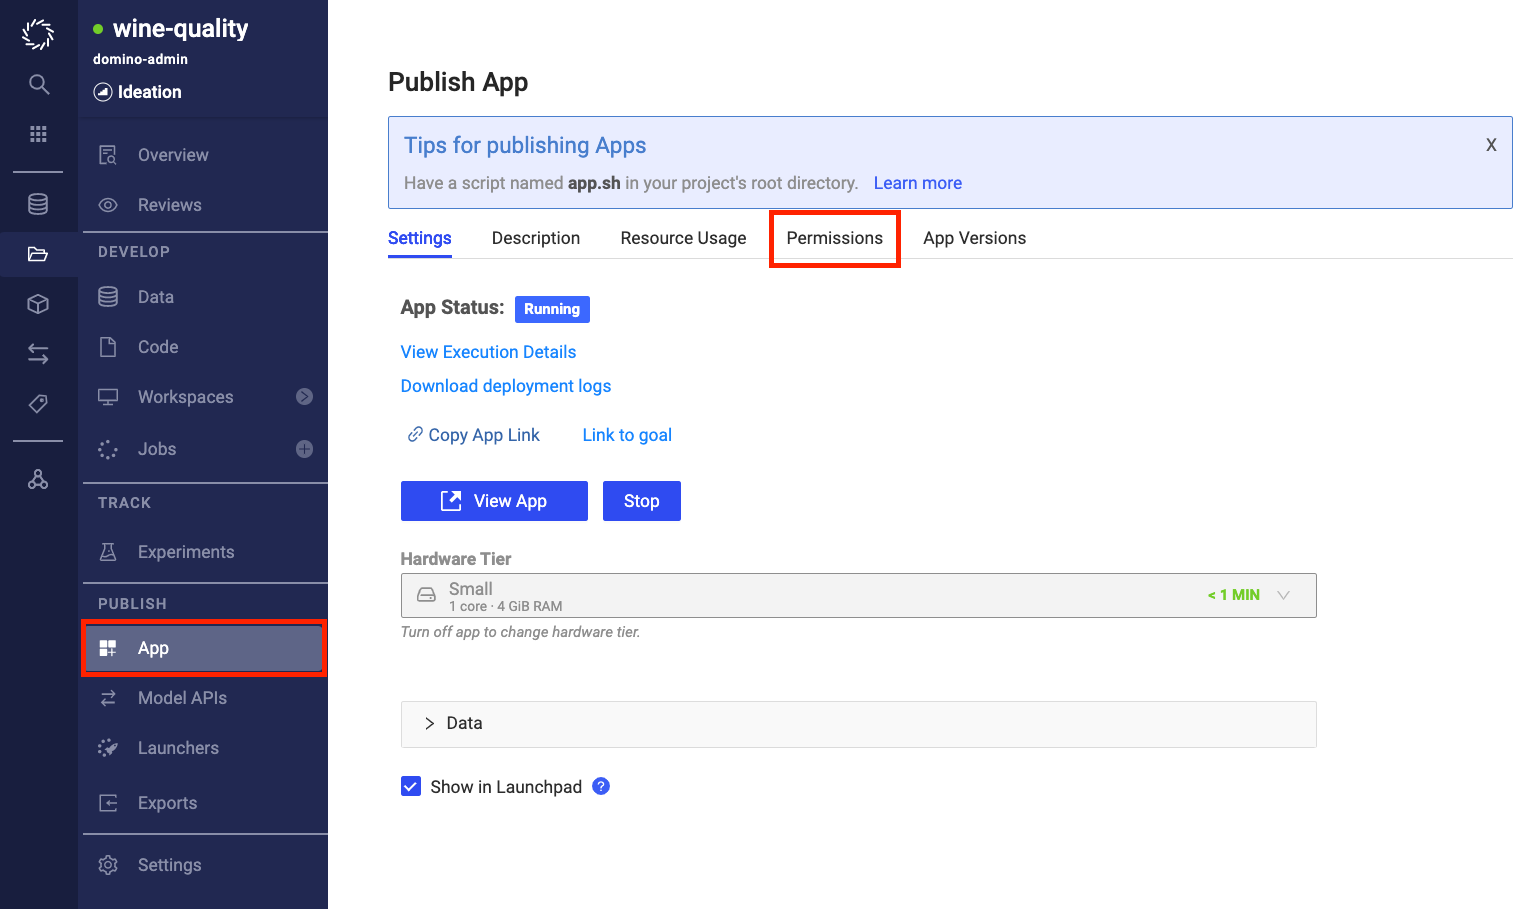 wine-quality
domino-admin
Ideation
Overview
Reviews
DEVELOP
Data
Code
Workspaces
Jobs
TRACK
Experiments
PUBLISH
App
Model APIs
Launchers
Exports
Settings
Publish App
Tips for publishing Apps
X
Have a script named app.sh in your project's root directory. Learn more
Settings Description Resource Usage Permissions App Versions
App Status: Running
View Execution Details
Download deployment logs
Copy App Link Link to goal
View App Stop
Hardware Tier
Small
1 core · 4 GiB RAM
< 1 MIN
Turn off app to change hardware tier.
Data
Show in Launchpad ?